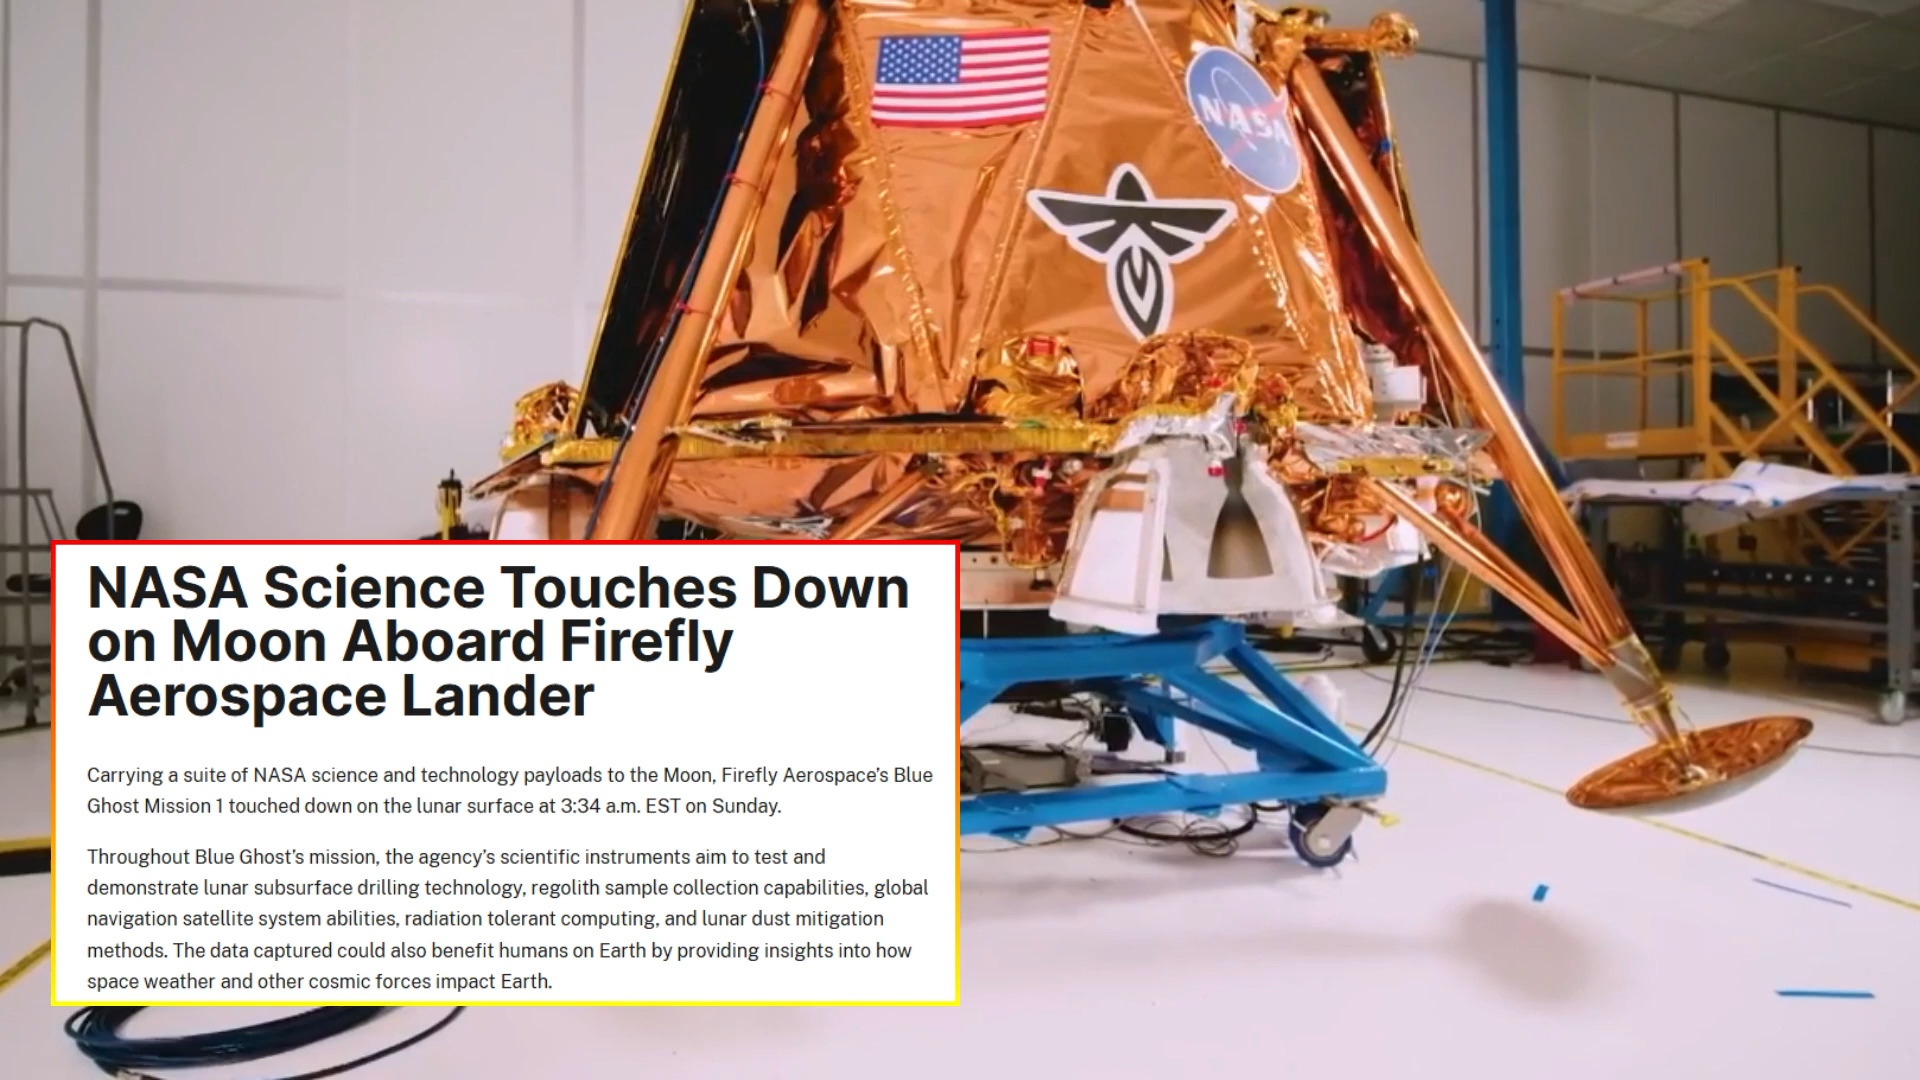 NASA
NASA Science Touches Down
on Moon Aboard Firefly
Aerospace Lander
Carrying a suite of NASA science and technology payloads to the Moon, Firefly Aerospace’s Blue
Ghost Mission 1 touched down on the lunar surface at 3:34 a.m. EST on Sunday.
Throughout Blue Ghost’s mission, the agency’s scientific instruments aim to test and
demonstrate lunar subsurface drilling technology, regolith sample collection capabilities, global
navigation satellite system abilities, radiation tolerant computing, and lunar dust mitigation
methods. The data captured could also benefit humans on Earth by providing insights into how
space weather and other cosmic forces impact Earth.